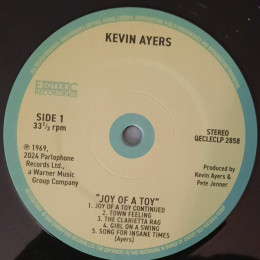 KEVIN AYERS
ESOTERIC
RECORDINGS
SIDE 1
33⅓ rpm
STEREO
QECLECLP 2858
℗ 1969,
2024 Parlophone
Records Ltd.,
a Warner Music
Group Company
Produced by
Kevin Ayers &
Pete Jenner
"JOY OF A TOY"
1. JOY OF A TOY CONTINUED
2. TOWN FEELING
3. THE CLARIETTA RAG
4. GIRL ON A SWING
5. SONG FOR INSANE TIMES
(Ayers)